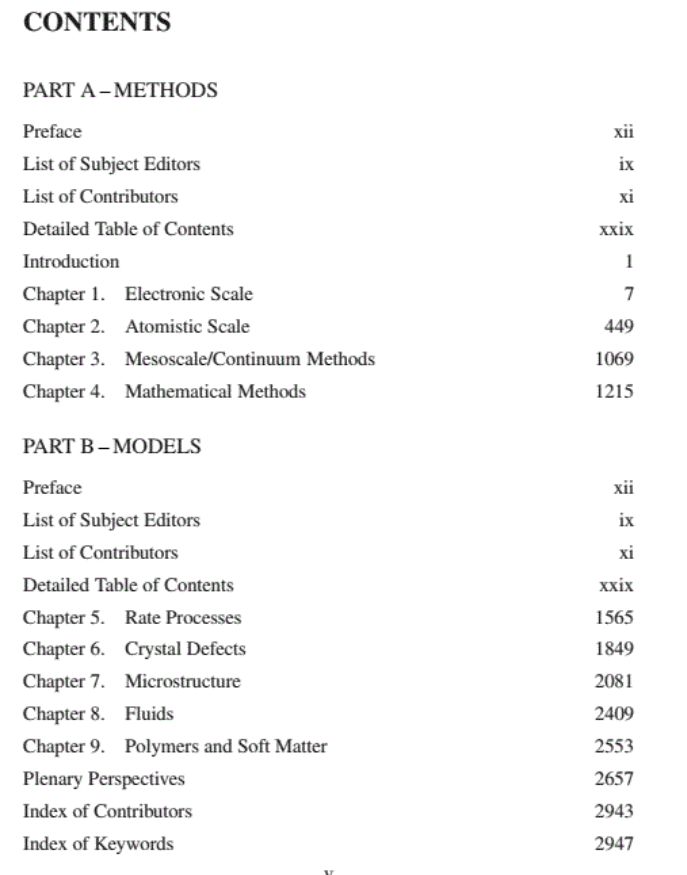 CONTENTS
PART A – METHODS
Preface xii
List of Subject Editors ix
List of Contributors xi
Detailed Table of Contents xxix
Introduction 1
Chapter 1. Electronic Scale 7
Chapter 2. Atomistic Scale 449
Chapter 3. Mesoscale/Continuum Methods 1069
Chapter 4. Mathematical Methods 1215
PART B – MODELS
Preface xii
List of Subject Editors ix
List of Contributors xi
Detailed Table of Contents xxix
Chapter 5. Rate Processes 1565
Chapter 6. Crystal Defects 1849
Chapter 7. Microstructure 2081
Chapter 8. Fluids 2409
Chapter 9. Polymers and Soft Matter 2553
Plenary Perspectives 2657
Index of Contributors 2943
Index of Keywords 2947
v